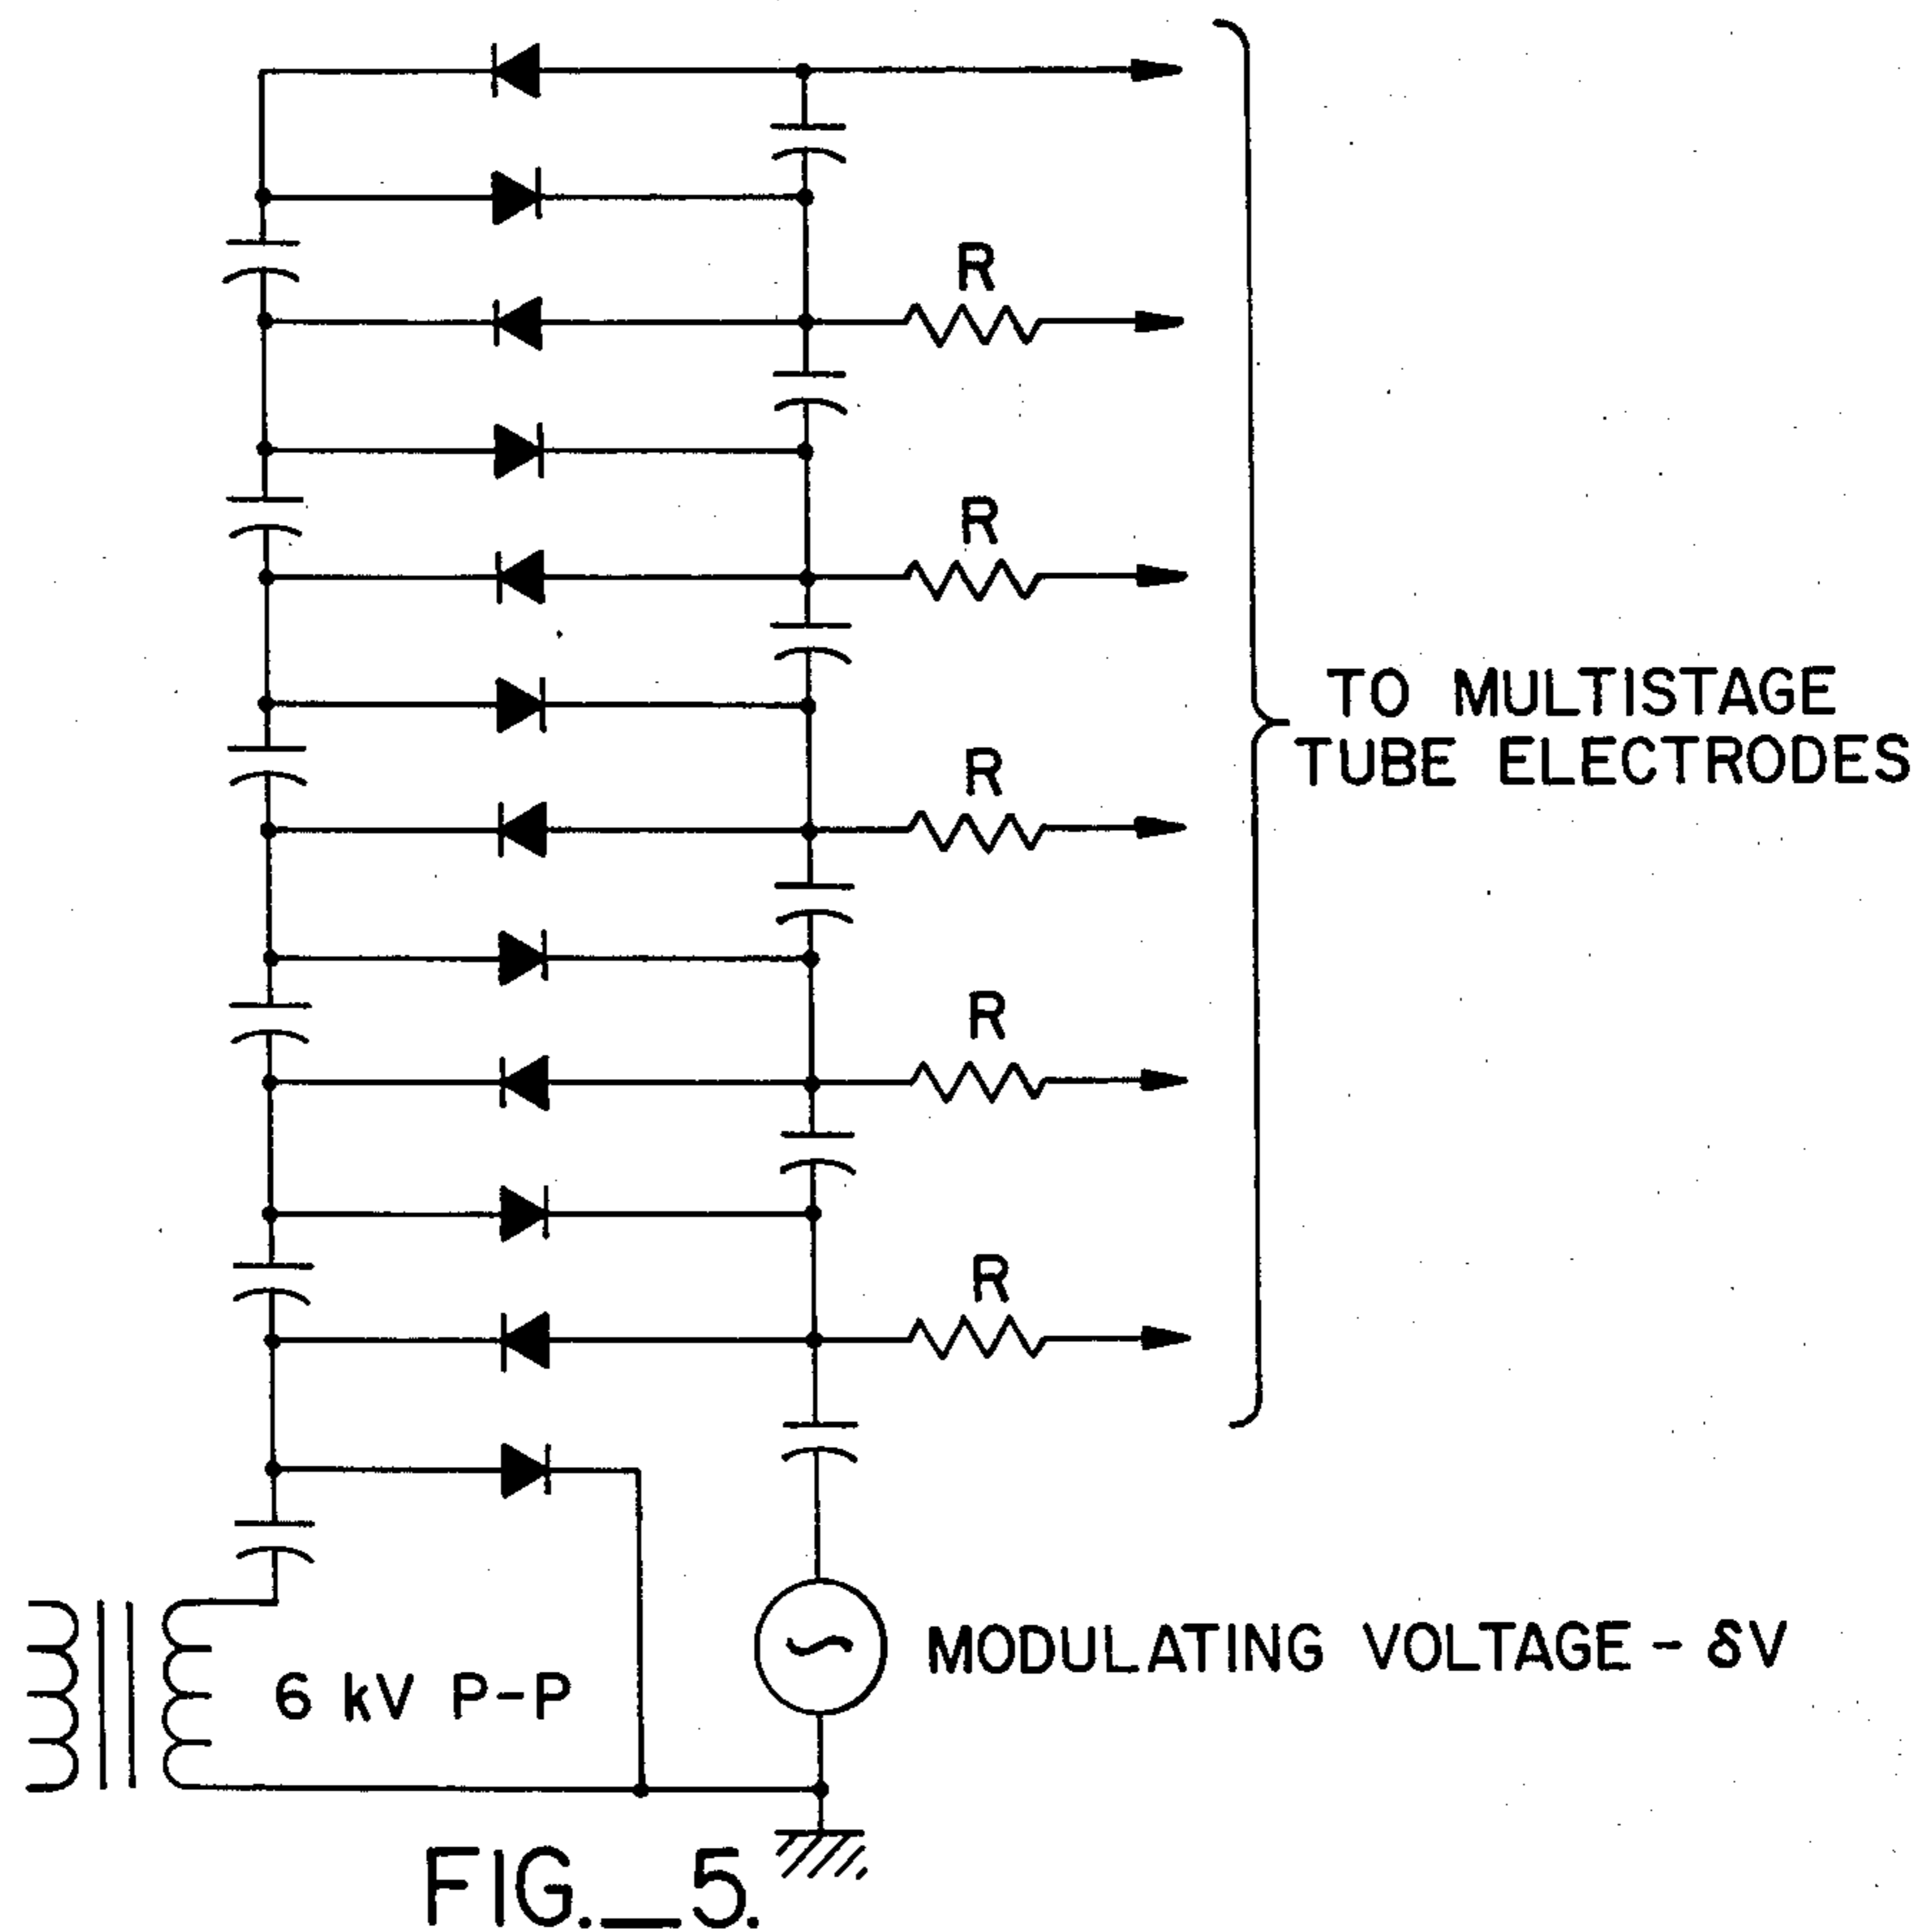 R
R
R
TO MULTISTAGE
TUBE ELECTRODES
R
R
MODULATING VOLTAGE - δV
6 kV P-P
FIG._5.